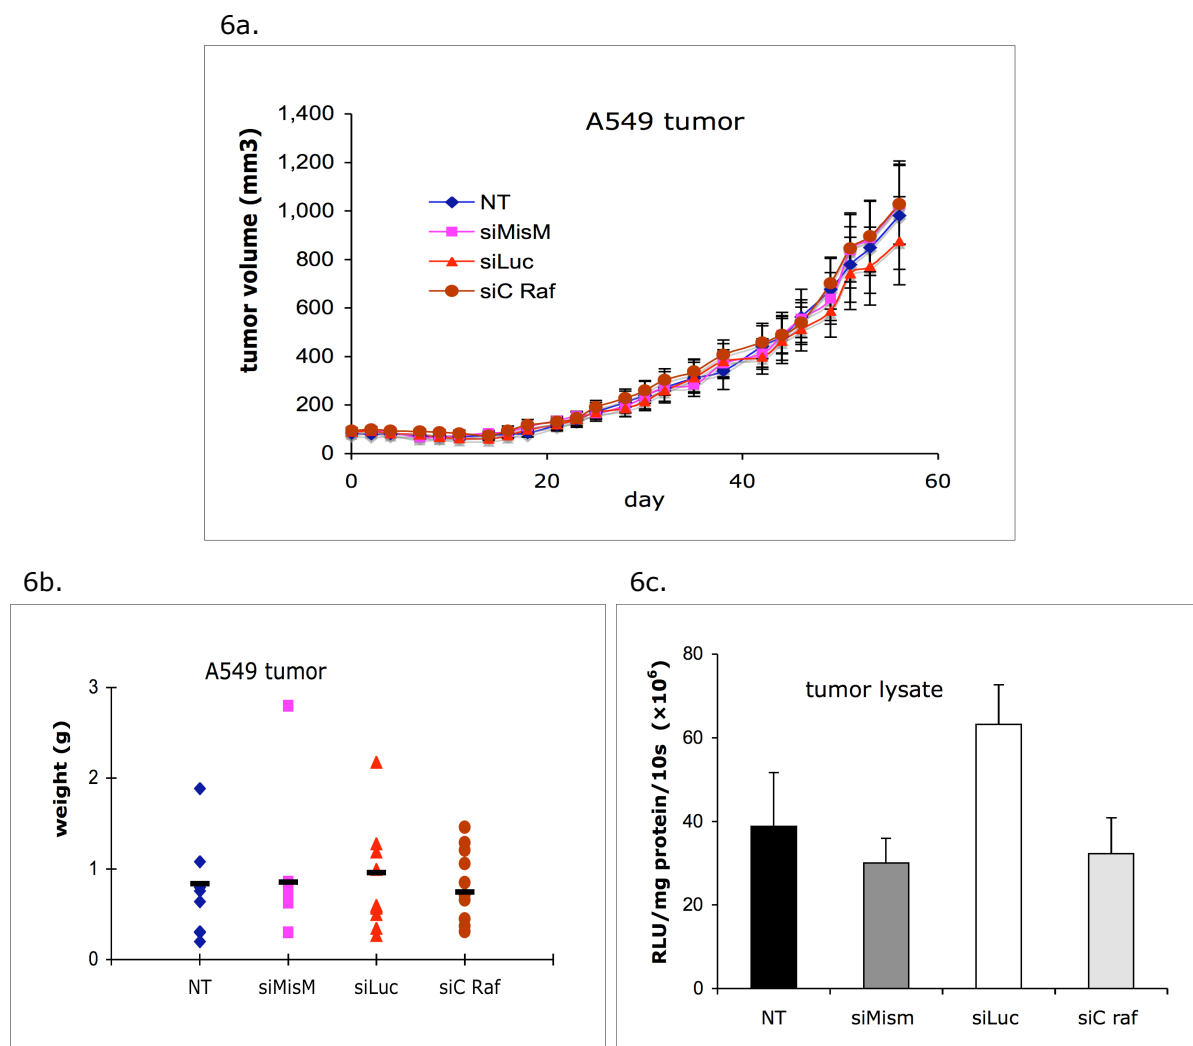 6a.
A549 tumor
tumor volume (mm3)
1,400
1,200
1,000
800
600
400
200
0
NT
siMisM
siLuc
siC Raf
0 20 40 60
day
6b.
A549 tumor
weight (g)
3
2
1
0
NT siMisM siLuc siC Raf
6c.
tumor lysate
RLU/mg protein/10s (×10⁶)
80
60
40
20
0
NT siMism siLuc siC raf